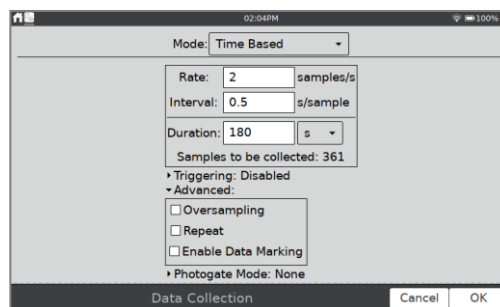 02:04PM 100%
Mode: Time Based
Rate: 2 samples/s
Interval: 0.5 s/sample
Duration: 180 s
Samples to be collected: 361
Triggering: Disabled
Advanced:
Oversampling
Repeat
Enable Data Marking
Photogate Mode: None
Data Collection Cancel OK